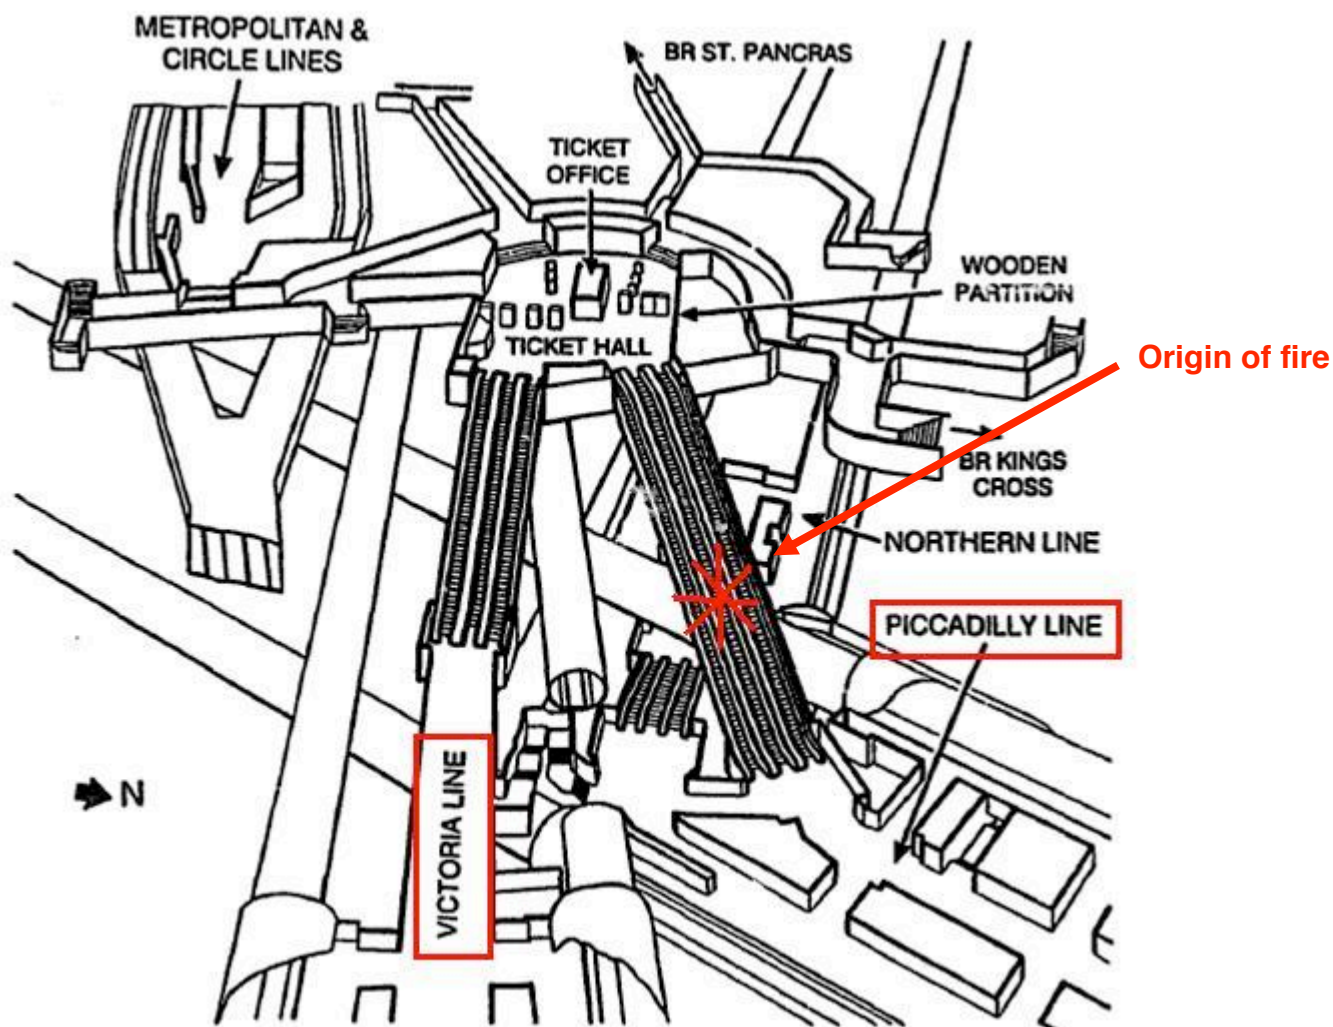 METROPOLITAN &
CIRCLE LINES
BR ST. PANCRAS
TICKET
OFFICE
WOODEN
PARTITION
TICKET HALL
Origin of fire
BR KINGS
CROSS
NORTHERN LINE
PICCADILLY LINE
VICTORIA LINE
N